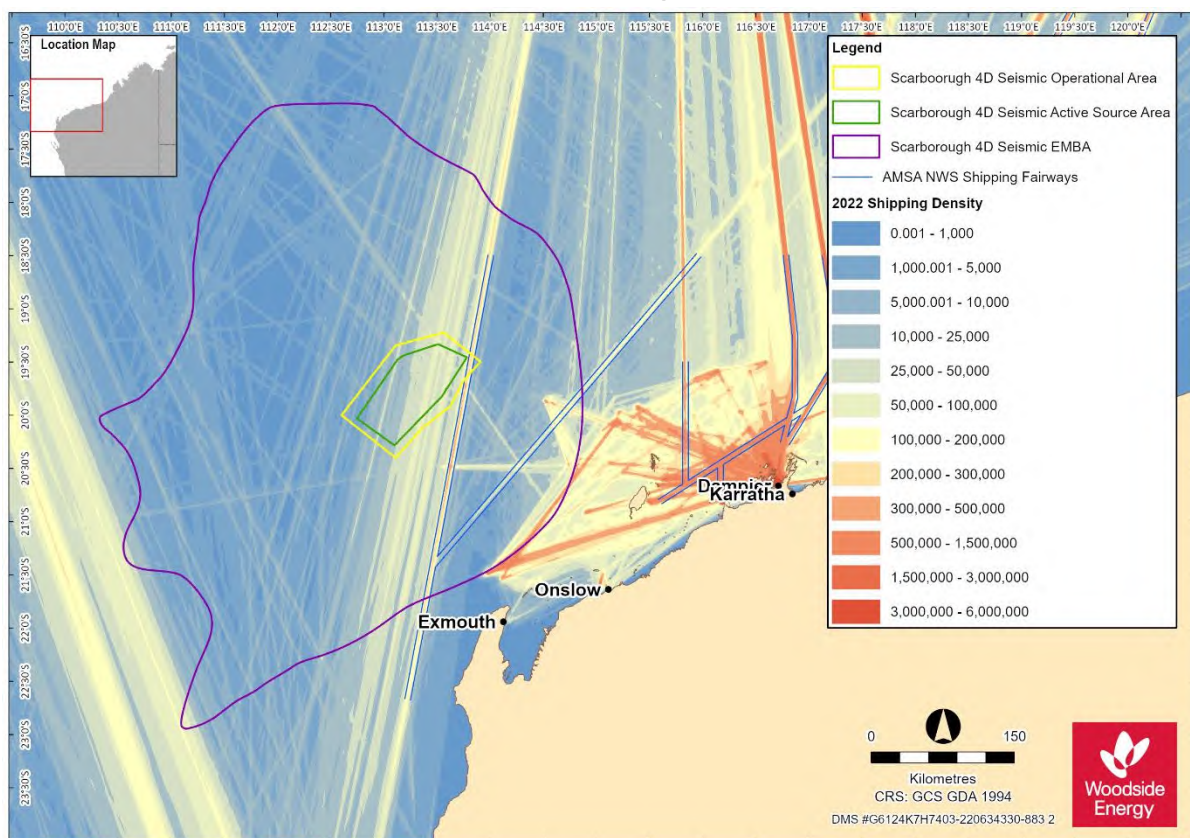 110°0'E 110°30'E 111°0'E 111°30'E 112°0'E 112°30'E 113°0'E 113°30'E 114°0'E 114°30'E 115°0'E 115°30'E 116°0'E 116°30'E 117°0'E 117°30'E 118°0'E 118°30'E 119°0'E 119°30'E 120°0'E
Location Map
16°30'S
17°0'S
17°30'S
18°0'S
18°30'S
19°0'S
19°30'S
20°0'S
20°30'S
21°0'S
21°30'S
22°0'S
22°30'S
23°0'S
23°30'S
Legend
Scarboorugh 4D Seismic Operational Area
Scarborough 4D Seismic Active Source Area
Scarborough 4D Seismic EMBA
AMSA NWS Shipping Fairways
2022 Shipping Density
0.001 - 1,000
1,000.001 - 5,000
5,000.001 - 10,000
10,000 - 25,000
25,000 - 50,000
50,000 - 100,000
100,000 - 200,000
200,000 - 300,000
300,000 - 500,000
500,000 - 1,500,000
1,500,000 - 3,000,000
3,000,000 - 6,000,000
Dampier
Karratha
Onslow
Exmouth
0 150
Kilometres
CRS: GCS GDA 1994
DMS #G6124K7H7403-220634330-883 2
Woodside
Energy